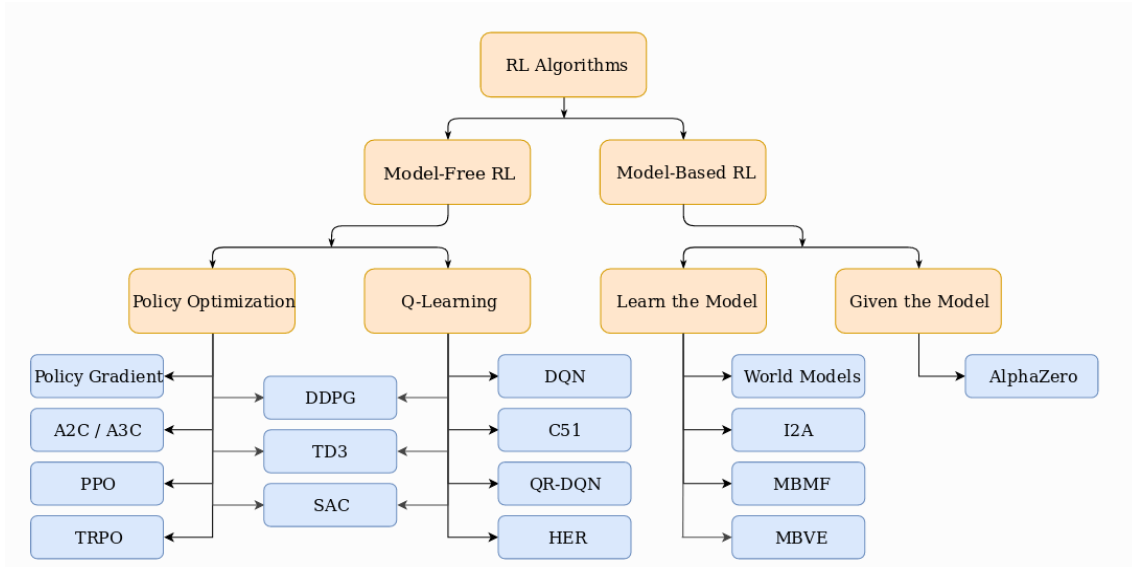 RL Algorithms
Model-Free RL
Model-Based RL
Policy Optimization
Q-Learning
Learn the Model
Given the Model
Policy Gradient
A2C / A3C
PPO
TRPO
DDPG
TD3
SAC
DQN
C51
QR-DQN
HER
World Models
I2A
MBMF
MBVE
AlphaZero